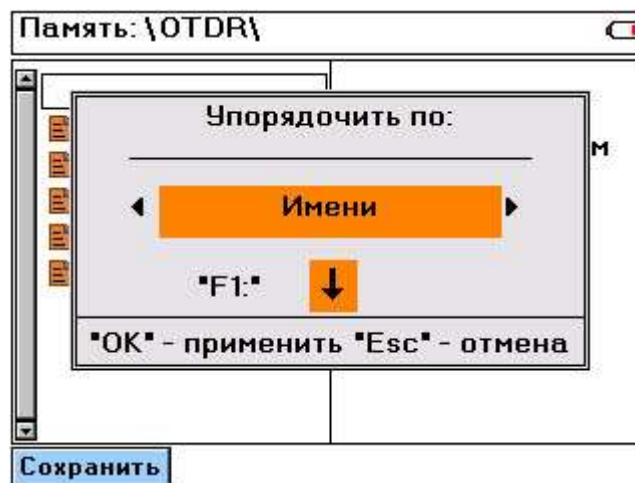 Память: \OTDR\
Упорядочить по:
м
Имени
"F1:" ↓
"OK" - применить "Esc" - отмена
Сохранить